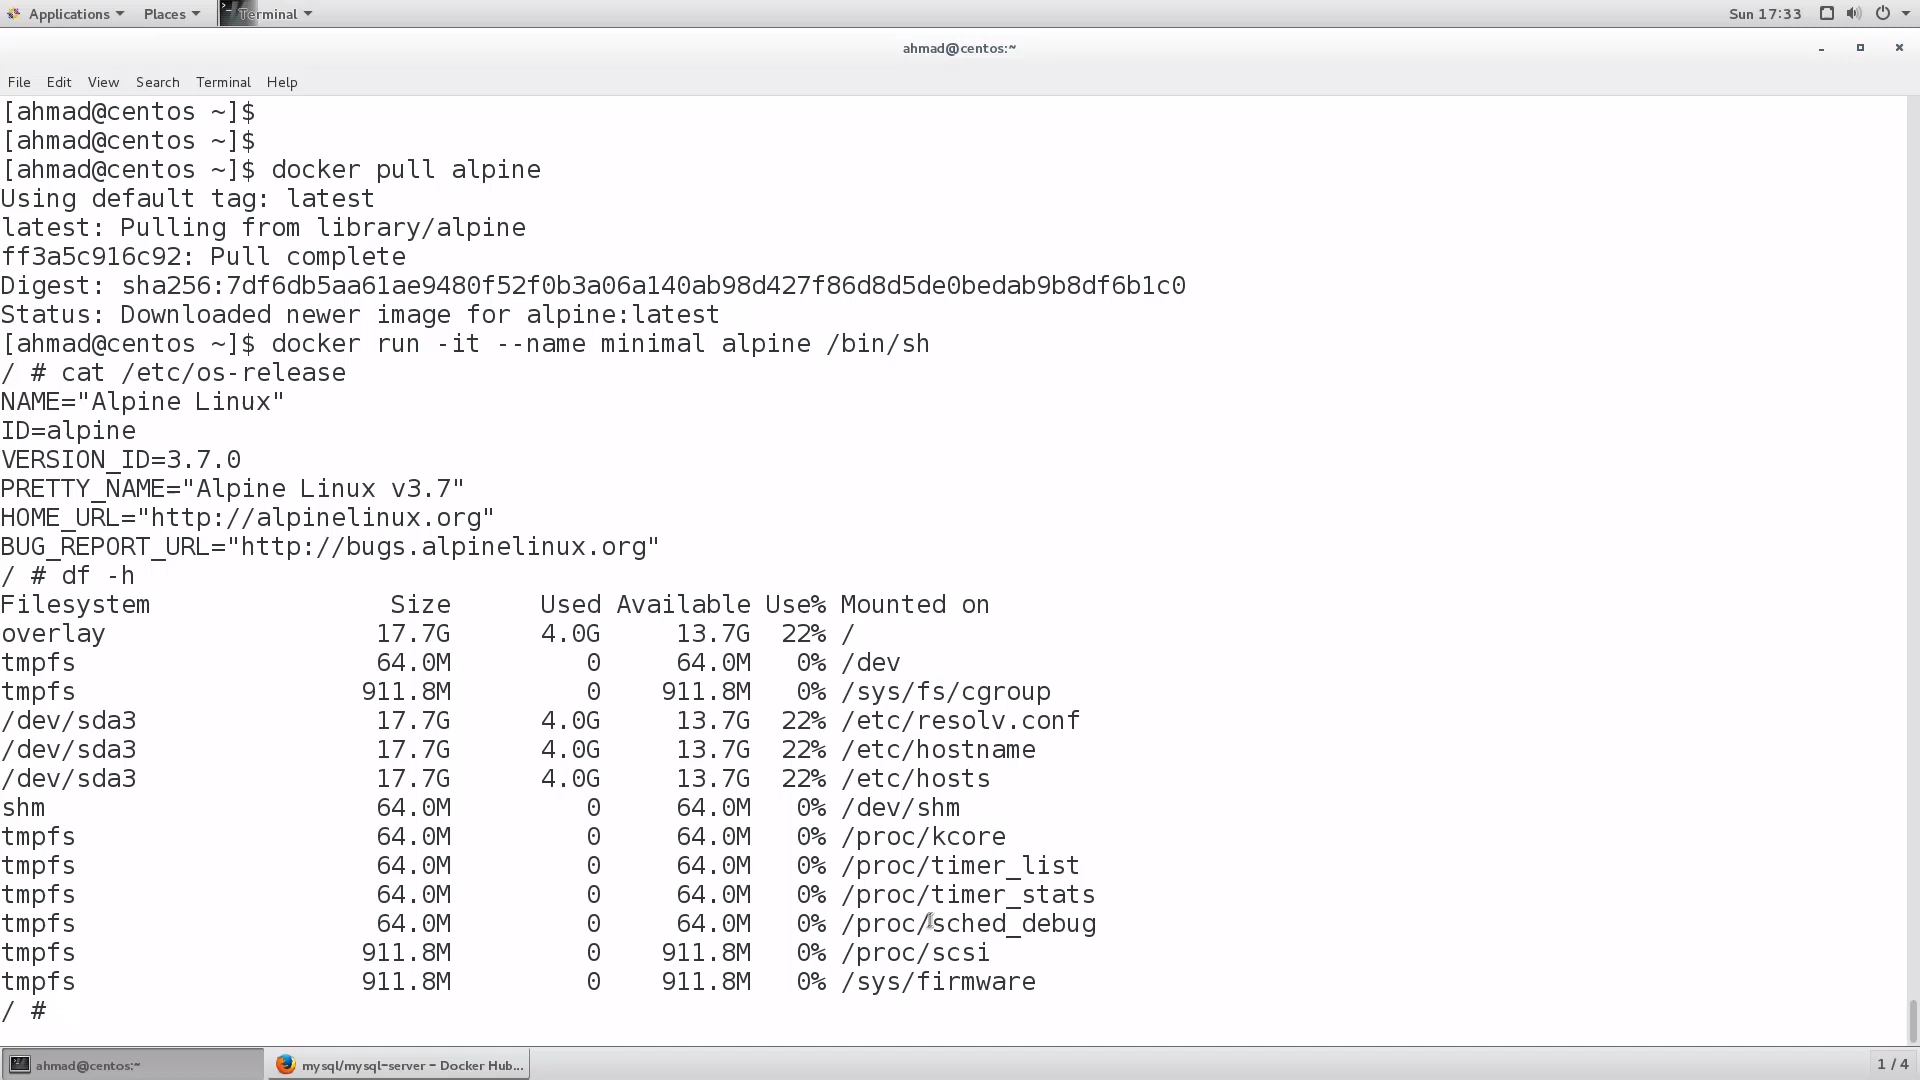 Applications Places Terminal Sun 17:33
ahmad@centos:~
File Edit View Search Terminal Help
[ahmad@centos ~]$
[ahmad@centos ~]$
[ahmad@centos ~]$ docker pull alpine
Using default tag: latest
latest: Pulling from library/alpine
ff3a5c916c92: Pull complete
Digest: sha256:7df6db5aa61ae9480f52f0b3a06a140ab98d427f86d8d5de0bedab9b8df6b1c0
Status: Downloaded newer image for alpine:latest
[ahmad@centos ~]$ docker run -it --name minimal alpine /bin/sh
/ # cat /etc/os-release
NAME="Alpine Linux"
ID=alpine
VERSION_ID=3.7.0
PRETTY_NAME="Alpine Linux v3.7"
HOME_URL="http://alpinelinux.org"
BUG_REPORT_URL="http://bugs.alpinelinux.org"
/ # df -h
Filesystem                Size      Used Available Use% Mounted on
overlay                  17.7G      4.0G     13.7G  22% /
tmpfs                    64.0M         0     64.0M   0% /dev
tmpfs                   911.8M         0    911.8M   0% /sys/fs/cgroup
/dev/sda3                17.7G      4.0G     13.7G  22% /etc/resolv.conf
/dev/sda3                17.7G      4.0G     13.7G  22% /etc/hostname
/dev/sda3                17.7G      4.0G     13.7G  22% /etc/hosts
shm                      64.0M         0     64.0M   0% /dev/shm
tmpfs                    64.0M         0     64.0M   0% /proc/kcore
tmpfs                    64.0M         0     64.0M   0% /proc/timer_list
tmpfs                    64.0M         0     64.0M   0% /proc/timer_stats
tmpfs                    64.0M         0     64.0M   0% /proc/sched_debug
tmpfs                   911.8M         0    911.8M   0% /proc/scsi
tmpfs                   911.8M         0    911.8M   0% /sys/firmware
/ #
ahmad@centos:~ mysql/mysql-server – Docker Hub... 1 / 4